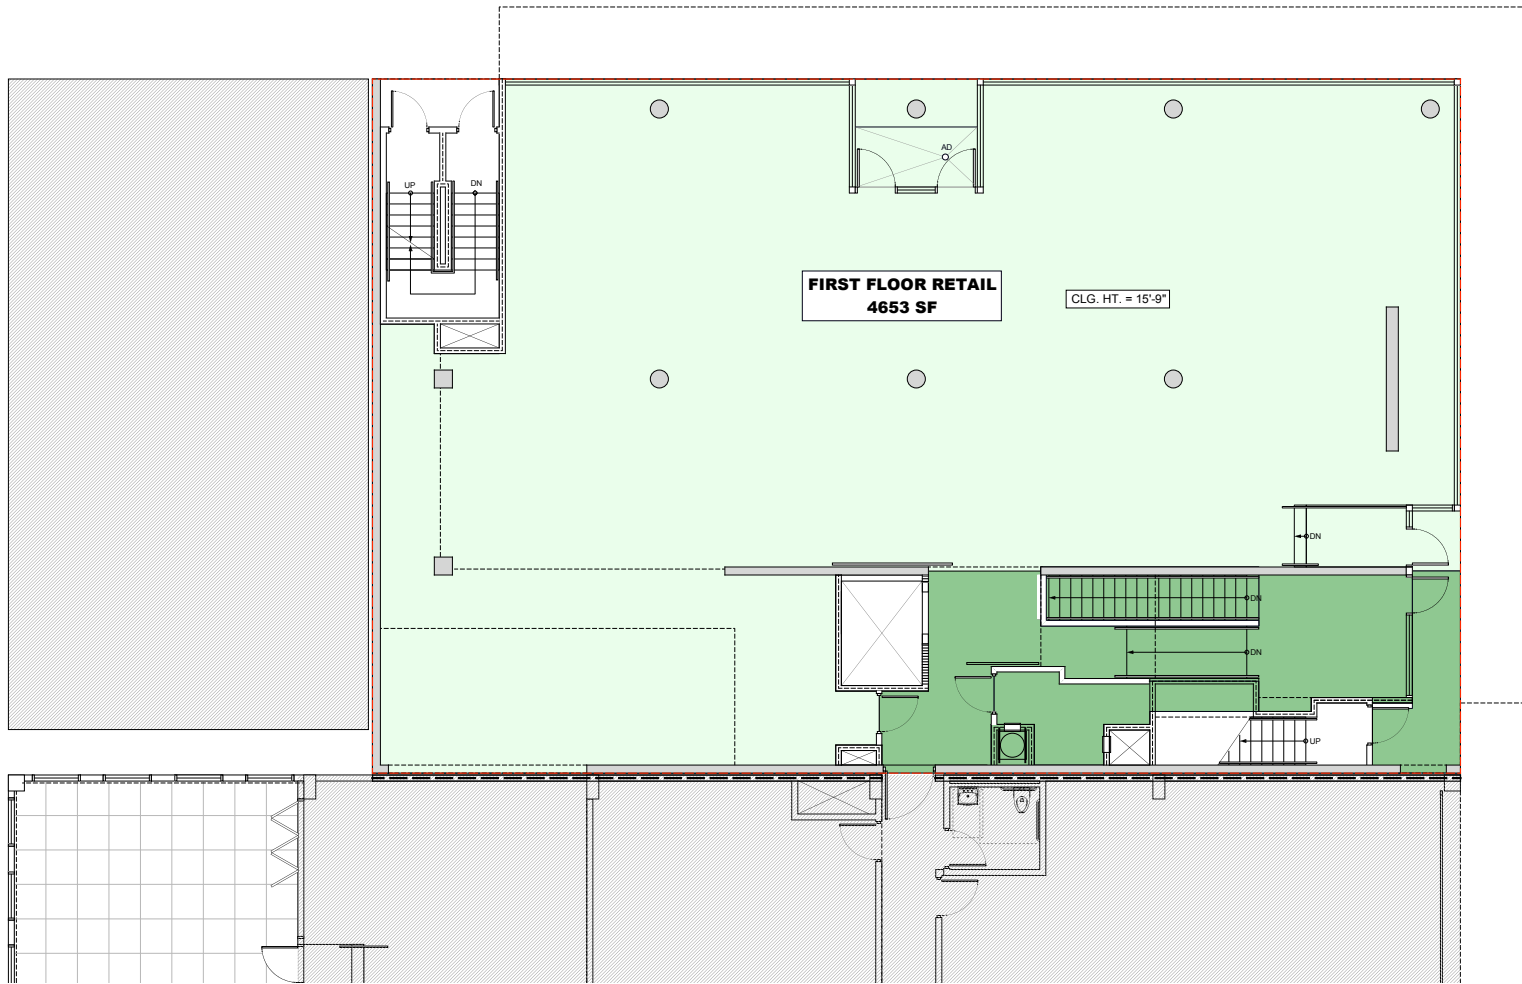 AD
UP
DN
FIRST FLOOR RETAIL
4653 SF
CLG. HT. = 15'-9"
DN
DN
DN
UP